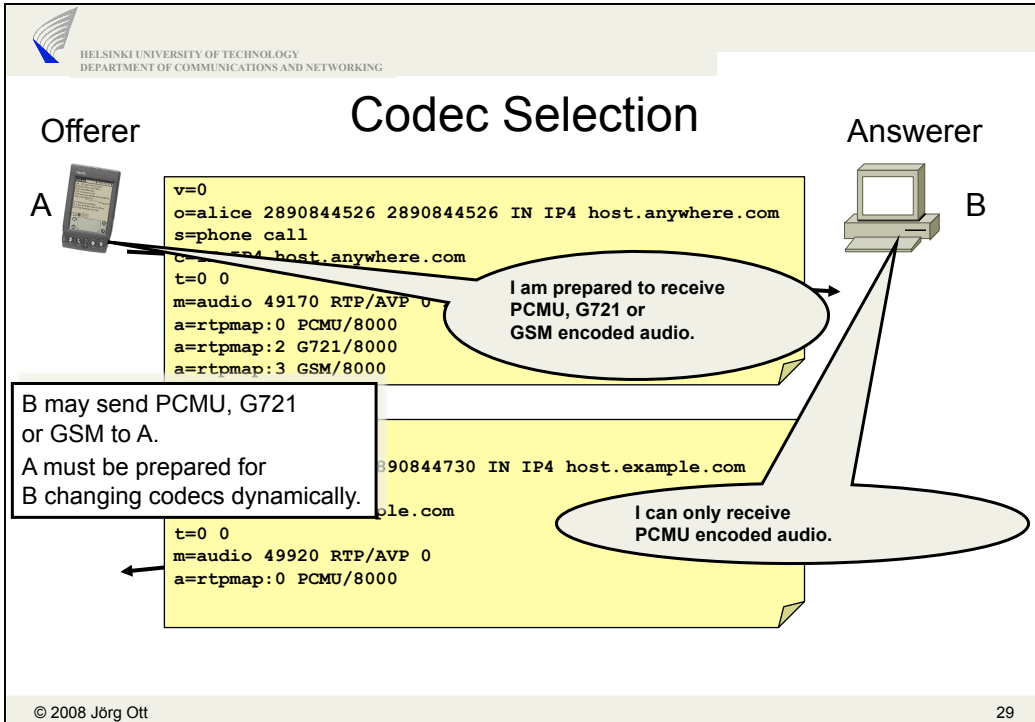 HELSINKI UNIVERSITY OF TECHNOLOGY
DEPARTMENT OF COMMUNICATIONS AND NETWORKING
Codec Selection
Offerer
Answerer
A
B
v=0
o=alice 2890844526 2890844526 IN IP4 host.anywhere.com
s=phone call
host.anywhere.com
t=0 0
m=audio 49170 RTP/AVP 0
a=rtpmap:0 PCMU/8000
a=rtpmap:2 G721/8000
a=rtpmap:3 GSM/8000
I am prepared to receive
PCMU, G721 or
GSM encoded audio.
B may send PCMU, G721
or GSM to A.
A must be prepared for
B changing codecs dynamically.
890844730 IN IP4 host.example.com
ple.com
t=0 0
m=audio 49920 RTP/AVP 0
a=rtpmap:0 PCMU/8000
I can only receive
PCMU encoded audio.
© 2008 Jörg Ott
29